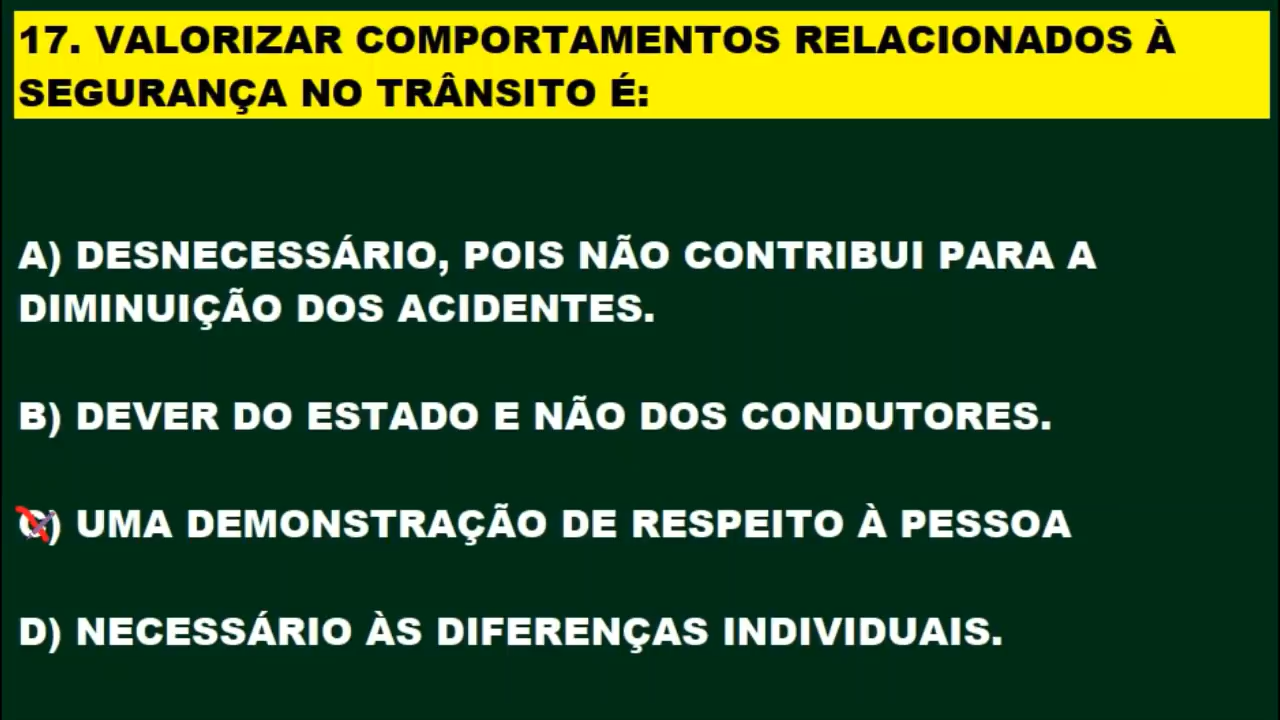 17. VALORIZAR COMPORTAMENTOS RELACIONADOS À
SEGURANÇA NO TRÂNSITO É:
A) DESNECESSÁRIO, POIS NÃO CONTRIBUI PARA A
DIMINUIÇÃO DOS ACIDENTES.
B) DEVER DO ESTADO E NÃO DOS CONDUTORES.
C) UMA DEMONSTRAÇÃO DE RESPEITO À PESSOA
D) NECESSÁRIO ÀS DIFERENÇAS INDIVIDUAIS.